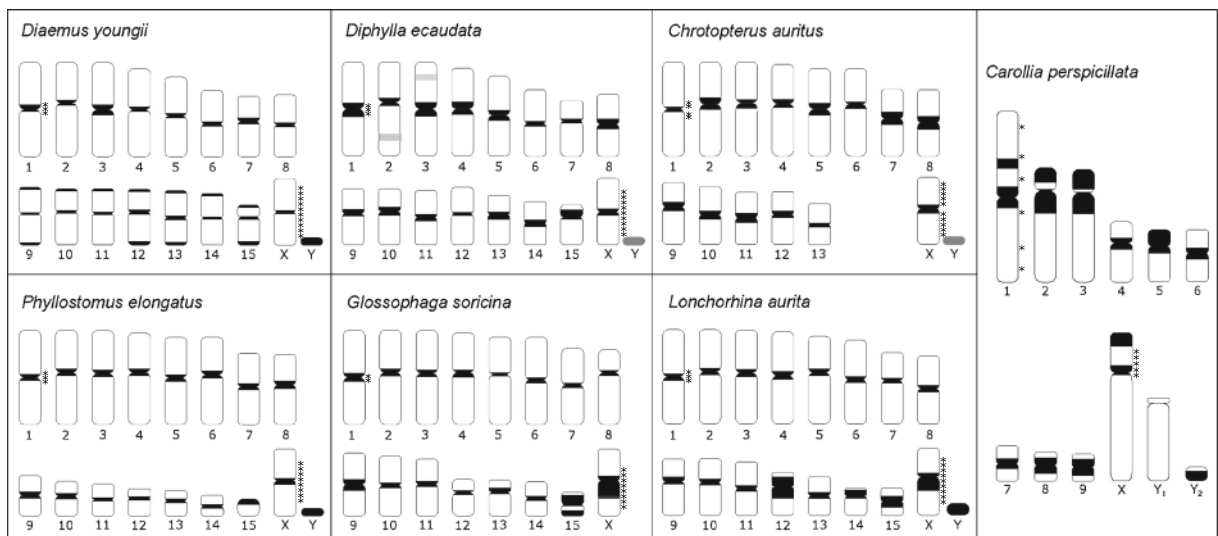 Diaemus youngii
1 2 3 4 5 6 7 8
9 10 11 12 13 14 15 X Y
Diphylla ecaudata
1 2 3 4 5 6 7 8
9 10 11 12 13 14 15 X Y
Chrotopterus auritus
1 2 3 4 5 6 7 8
9 10 11 12 13 X Y
Carollia perspicillata
1 2 3 4 5 6
7 8 9 X Y₁ Y₂
Phyllostomus elongatus
1 2 3 4 5 6 7 8
9 10 11 12 13 14 15 X Y
Glossophaga soricina
1 2 3 4 5 6 7 8
9 10 11 12 13 14 15 X
Lonchorhina aurita
1 2 3 4 5 6 7 8
9 10 11 12 13 14 15 X Y